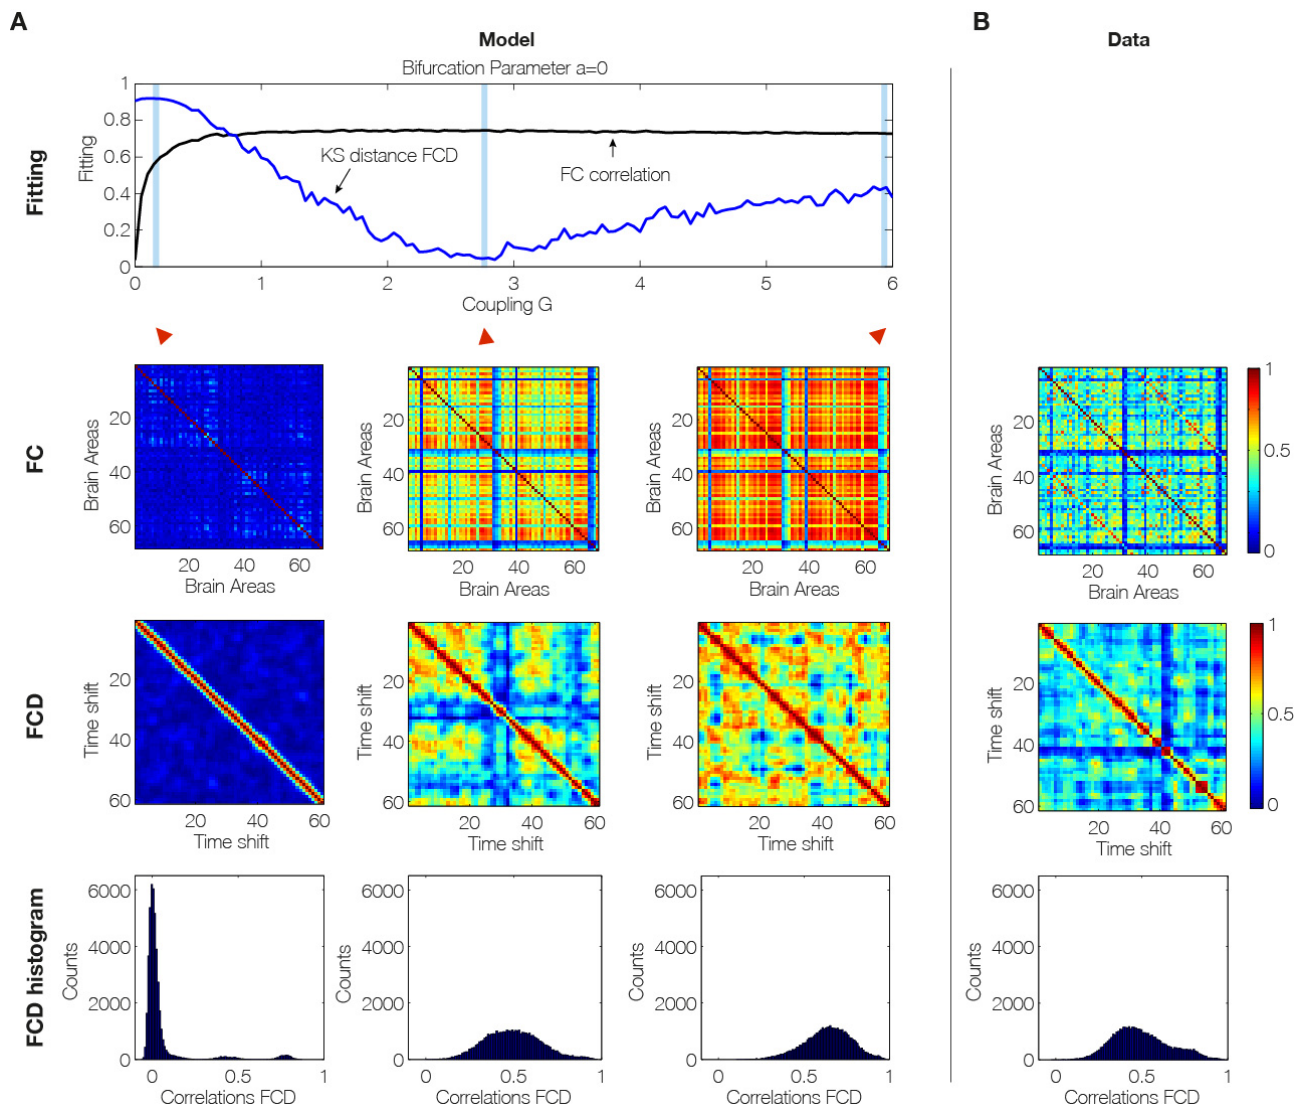 A
B
Model
Data
Bifurcation Parameter a=0
Fitting
Fitting
1
0.8
0.6
0.4
0.2
0
KS distance FCD
FC correlation
0 1 2 3 4 5 6
Coupling G
FC
Brain Areas
20
40
60
20 40 60
Brain Areas
Brain Areas
20
40
60
20 40 60
Brain Areas
Brain Areas
20
40
60
20 40 60
Brain Areas
Brain Areas
20
40
60
20 40 60
Brain Areas
1
0.5
0
FCD
Time shift
20
40
60
20 40 60
Time shift
Time shift
20
40
60
20 40 60
Time shift
Time shift
20
40
60
20 40 60
Time shift
Time shift
20
40
60
20 40 60
Time shift
1
0.5
0
FCD histogram
Counts
6000
4000
2000
0
0 0.5 1
Correlations FCD
Counts
6000
4000
2000
0
0 0.5 1
Correlations FCD
Counts
6000
4000
2000
0
0 0.5 1
Correlations FCD
Counts
6000
4000
2000
0
0 0.5 1
Correlations FCD